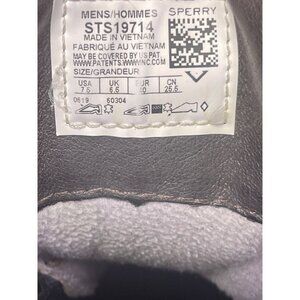 MENS/HOMMES
SPERRY
STS19714
MADE IN VIETNAM
FABRIQUÉ AU VIETNAM
MAY BE COVERED BY US PAT.
WWW.PATENTS.WWWINC.COM
SIZE/GRANDEUR
USA UK EUR CN
7.5 6.5 40 25.5
0619 60304